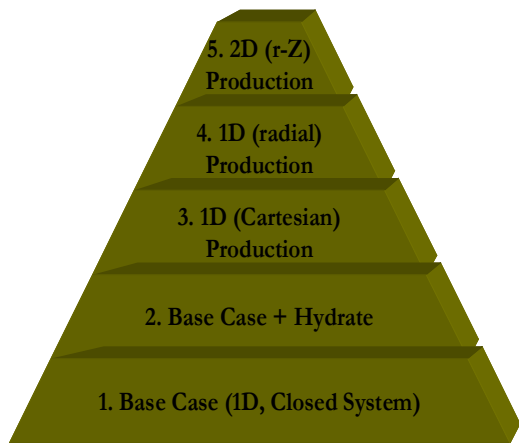 5. 2D (r-Z)
Production
4. 1D (radial)
Production
3. 1D (Cartesian)
Production
2. Base Case + Hydrate
1. Base Case (1D, Closed System)